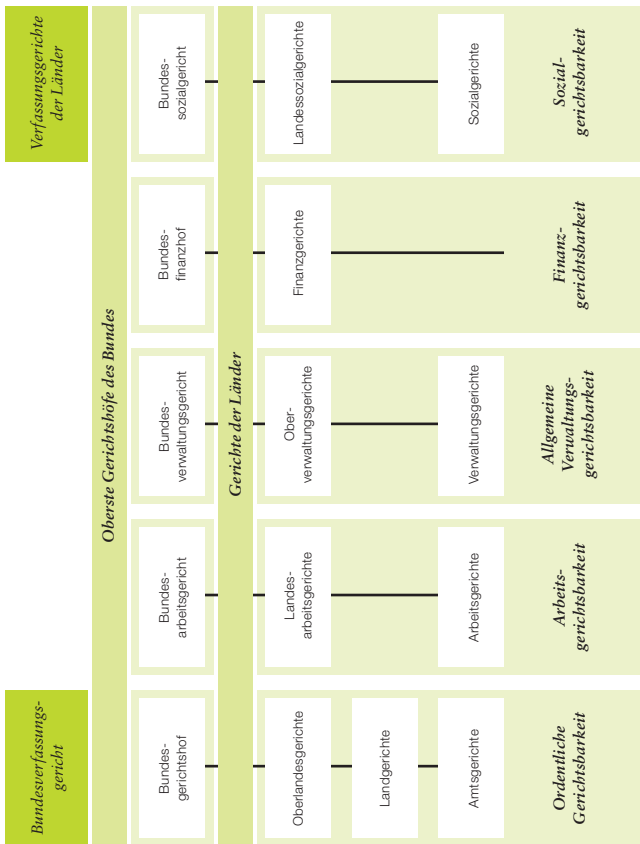 Bundesverfassungs-
gericht
Verfassungsgerichte
der Länder
Oberste Gerichtshöfe des Bundes
Bundes-
gerichtshof
Bundes-
arbeitsgericht
Bundes-
verwaltungsgericht
Bundes-
finanzhof
Bundes-
sozialgericht
Gerichte der Länder
Oberlandesgerichte
Landes-
arbeitsgerichte
Ober-
verwaltungsgerichte
Finanzgerichte
Landessozialgerichte
Landgerichte
Amtsgerichte
Arbeitsgerichte
Verwaltungsgerichte
Sozialgerichte
Ordentliche
Gerichtsbarkeit
Arbeits-
gerichtsbarkeit
Allgemeine
Verwaltungs-
gerichtsbarkeit
Finanz-
gerichtsbarkeit
Sozial-
gerichtsbarkeit